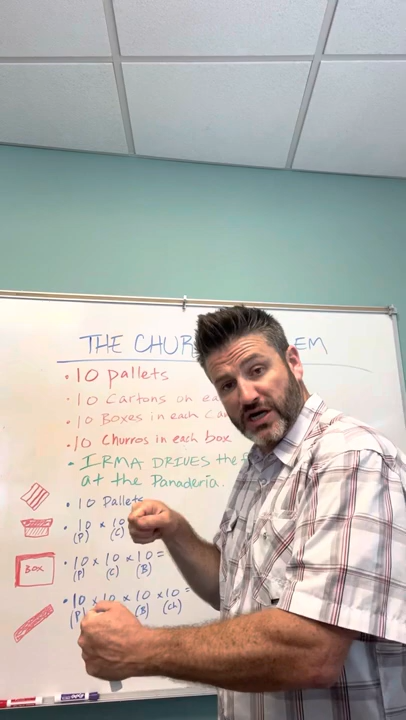 THE CHUR EM
• 10 pallets
• 10 Cartons on ea
• 10 Boxes in each Ca
• 10 Churros in each box
• IRMA DRIVES the f
at the Panaderia.
• 10 Pallets
• 10 × 10
(P) (C)
• 10 × 10 × 10 =
(P) (C) (B)
BOX
• 10 × 10 × 10 × 10 =
(P) (B) (Ch)